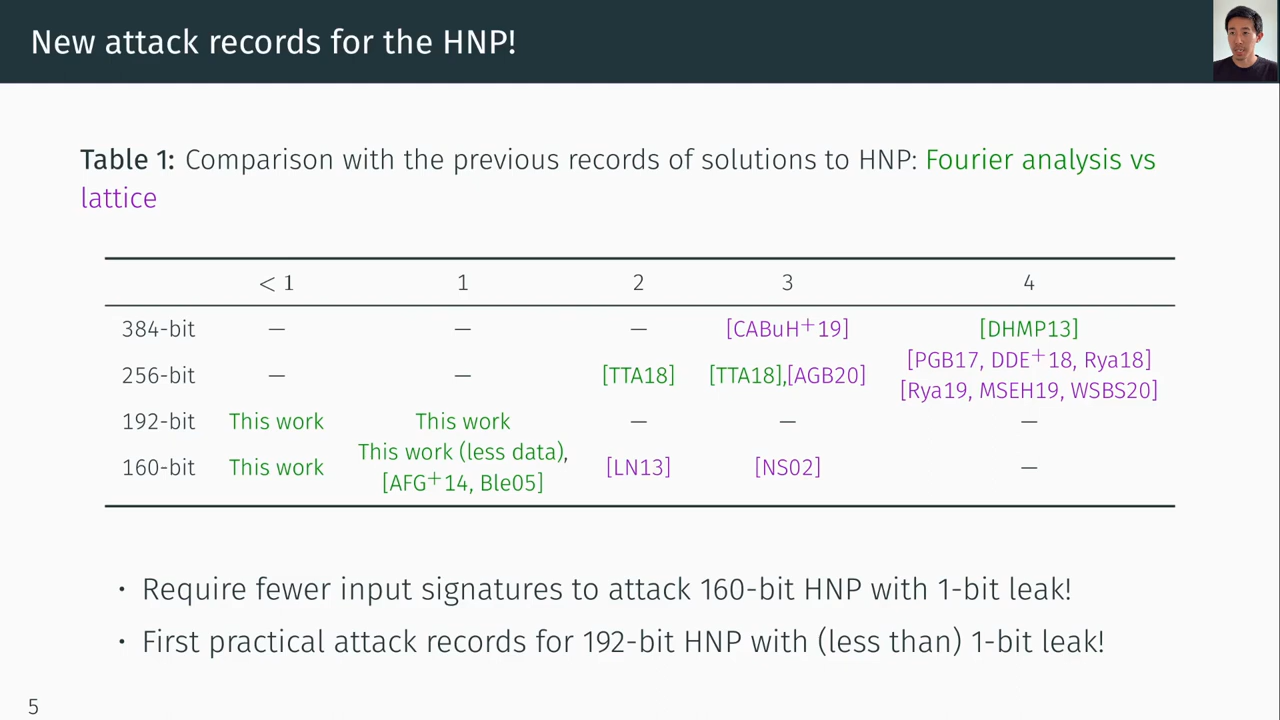 New attack records for the HNP!
Table 1: Comparison with the previous records of solutions to HNP: Fourier analysis vs
lattice
< 1 1 2 3 4
384-bit — — — [CABuH+19] [DHMP13]
256-bit — — [TTA18] [TTA18],[AGB20] [PGB17, DDE+18, Rya18]
[Rya19, MSEH19, WSBS20]
192-bit This work This work — — —
160-bit This work This work (less data), [LN13] [NS02] —
[AFG+14, Ble05]
· Require fewer input signatures to attack 160-bit HNP with 1-bit leak!
· First practical attack records for 192-bit HNP with (less than) 1-bit leak!
5